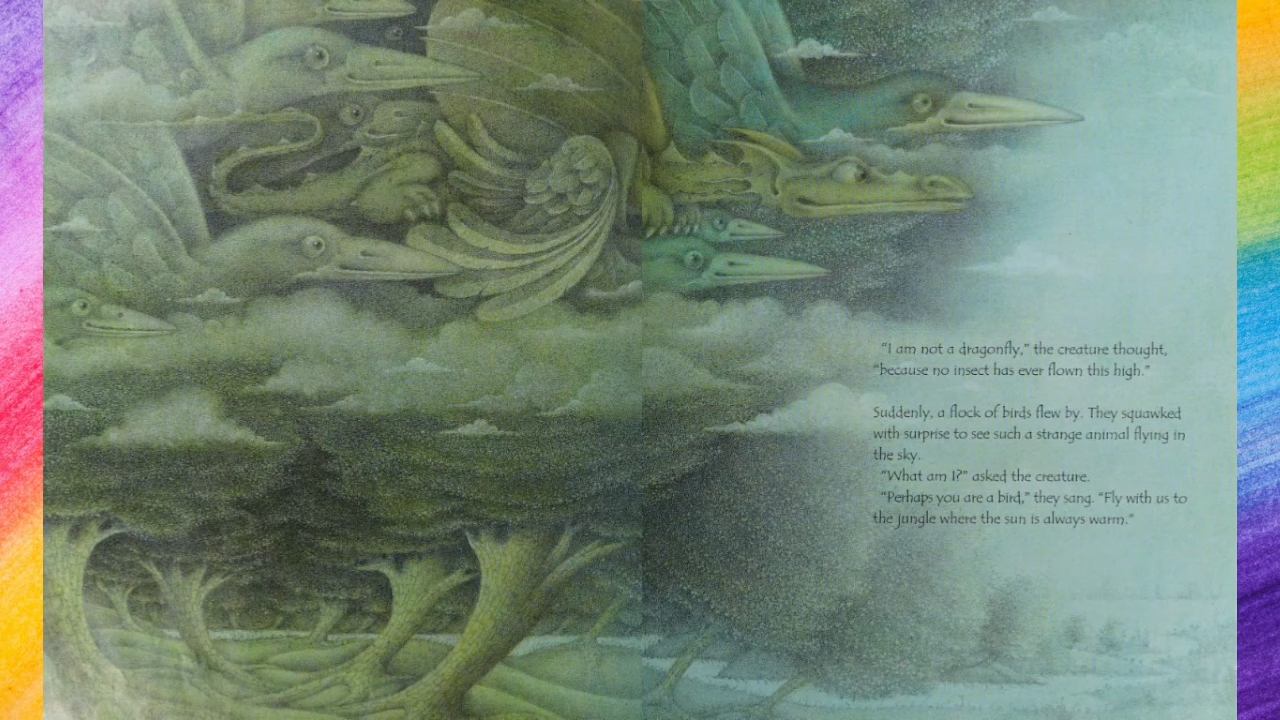 "I am not a dragonfly," the creature thought,
"because no insect has ever flown this high."
Suddenly, a flock of birds flew by. They squawked
with surprise to see such a strange animal flying in
the sky.
"What am I?" asked the creature.
"Perhaps you are a bird," they sang. "Fly with us to
the jungle where the sun is always warm."